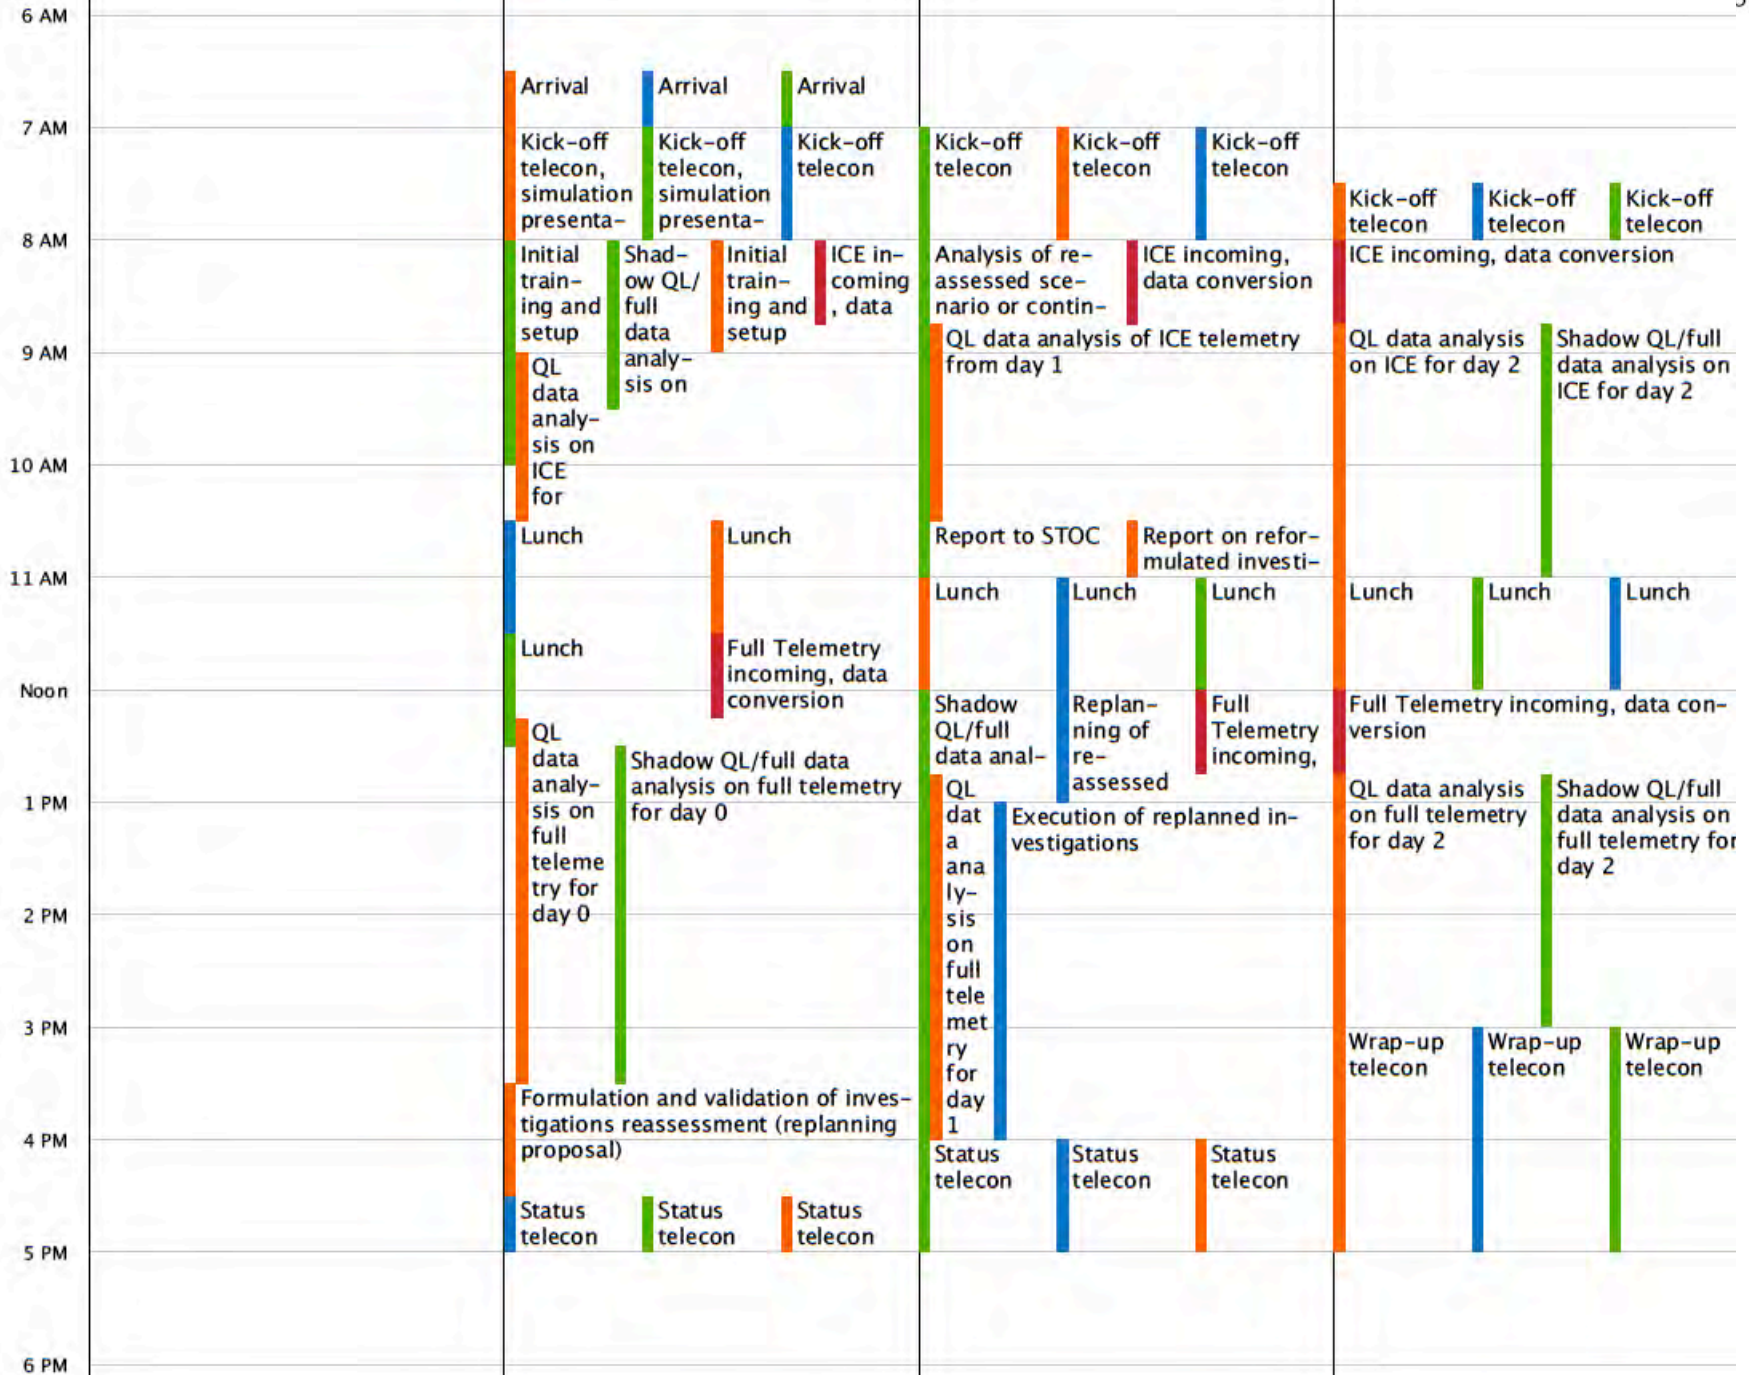 6 AM
Arrival
Arrival
Arrival
7 AM
Kick-off
telecon,
simulation
presenta-
Kick-off
telecon,
simulation
presenta-
Kick-off
telecon
Kick-off
telecon
Kick-off
telecon
Kick-off
telecon
Kick-off
telecon
Kick-off
telecon
Kick-off
telecon
8 AM
Initial
train-
ing and
setup
Shad-
ow QL/
full
data
analy-
sis on
Initial
train-
ing and
setup
ICE in-
coming
, data
Analysis of re-
assessed sce-
nario or contin-
ICE incoming,
data conversion
ICE incoming, data conversion
9 AM
QL
data
analy-
sis on
ICE
for
QL data analysis of ICE telemetry
from day 1
QL data analysis
on ICE for day 2
Shadow QL/full
data analysis on
ICE for day 2
10 AM
Lunch
Lunch
Report to STOC
Report on refor-
mulated investi-
11 AM
Lunch
Lunch
Lunch
Lunch
Lunch
Lunch
Lunch
Full Telemetry
incoming, data
conversion
Noon
QL
data
analy-
sis on
full
teleme
try for
day 0
Shadow QL/full data
analysis on full telemetry
for day 0
Shadow
QL/full
data anal-
Replan-
ning of
re-
assessed
Full
Telemetry
incoming,
Full Telemetry incoming, data con-
version
1 PM
QL
dat
a
ana
ly-
sis
on
full
tele
met
ry
for
day
1
Execution of replanned in-
vestigations
QL data analysis
on full telemetry
for day 2
Shadow QL/full
data analysis on
full telemetry for
day 2
2 PM
3 PM
Wrap-up
telecon
Wrap-up
telecon
Wrap-up
telecon
Formulation and validation of inves-
tigations reassessment (replanning
proposal)
4 PM
Status
telecon
Status
telecon
Status
telecon
Status
telecon
Status
telecon
Status
telecon
5 PM
6 PM